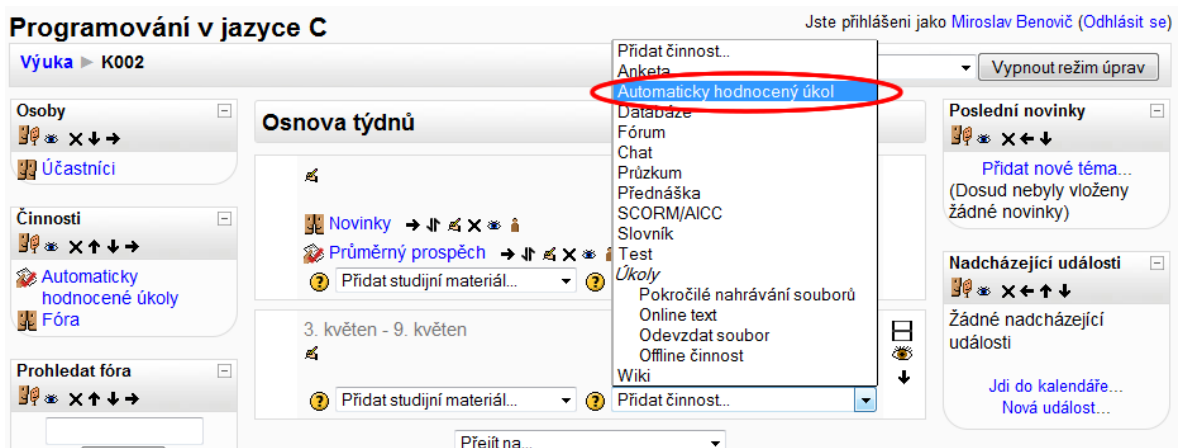 Programování v jazyce C
Jste přihlášeni jako Miroslav Benovič (Odhlásit se)
Výuka ► K002
Vypnout režim úprav
Osoby
Účastníci
Činnosti
Automaticky
hodnocené úkoly
Fóra
Prohledat fóra
Osnova týdnů
Novinky
Průměrný prospěch
Přidat studijní materiál...
3. květen - 9. květen
Přidat studijní materiál...
Přidat činnost...
Přejít na...
Přidat činnost...
Anketa
Automaticky hodnocený úkol
Databáze
Fórum
Chat
Průzkum
Přednáška
SCORM/AICC
Slovník
Test
Úkoly
Pokročilé nahrávání souborů
Online text
Odevzdat soubor
Offline činnost
Wiki
Poslední novinky
Přidat nové téma...
(Dosud nebyly vloženy
žádné novinky)
Nadcházející události
Žádné nadcházející
události
Jdi do kalendáře...
Nová událost...